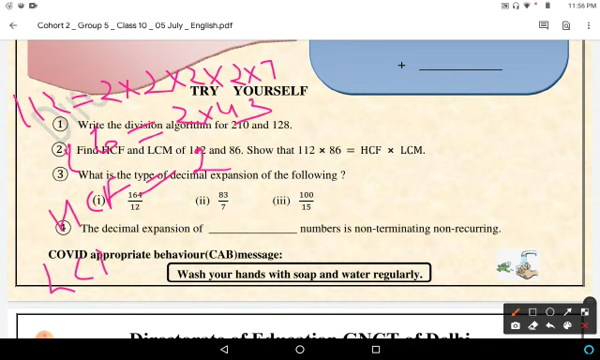 11:56 PM
Cohort 2 _ Group 5 _ Class 10 _ 05 July _ English.pdf
+ ____________
112 = 2 × 2 × 2 × 2 × 7
TRY YOURSELF
= 2 × 43
1 Write the division algorithm for 210 and 128.
2 Find HCF and LCM of 112 and 86. Show that 112 × 86 = HCF × LCM.
3 What is the type of decimal expansion of the following ?
HCF = 2
(i) 164/12 (ii) 83/7 (iii) 100/15
4 The decimal expansion of ________________ numbers is non-terminating non-recurring.
COVID appropriate behaviour(CAB)message:
LC
Wash your hands with soap and water regularly.
Directorate of Education GNCT of Delhi